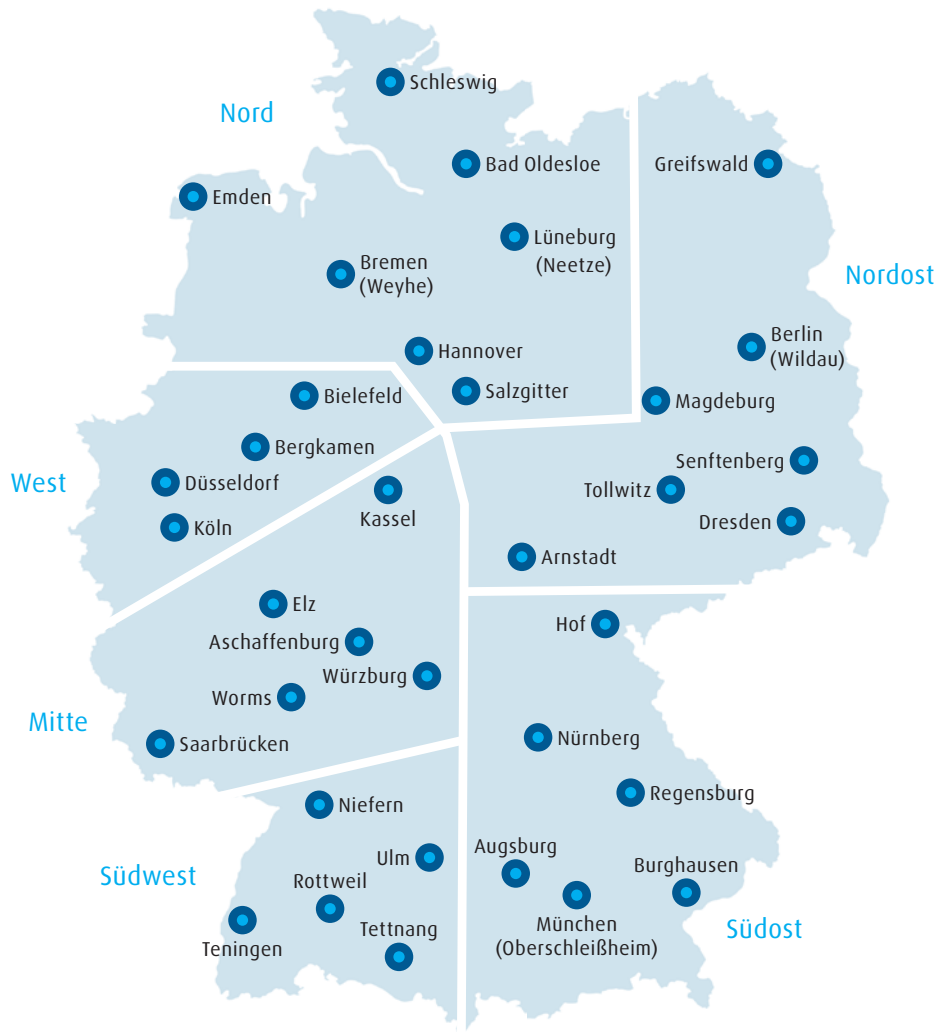 Schleswig
Nord
Bad Oldesloe
Greifswald
Emden
Lüneburg
(Neetze)
Bremen
(Weyhe)
Nordost
Berlin
(Wildau)
Hannover
Salzgitter
Bielefeld
Magdeburg
Bergkamen
West
Düsseldorf
Senftenberg
Tollwitz
Kassel
Köln
Dresden
Arnstadt
Elz
Hof
Aschaffenburg
Würzburg
Worms
Mitte
Saarbrücken
Nürnberg
Regensburg
Niefern
Ulm
Augsburg
Burghausen
Südwest
Rottweil
München
(Oberschleißheim)
Südost
Tettnang
Teningen